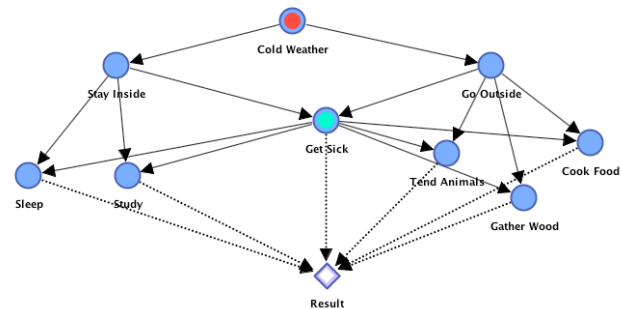 Cold Weather
Stay Inside
Go Outside
Get Sick
Cook Food
Tend Animals
Sleep
Study
Gather Wood
Result